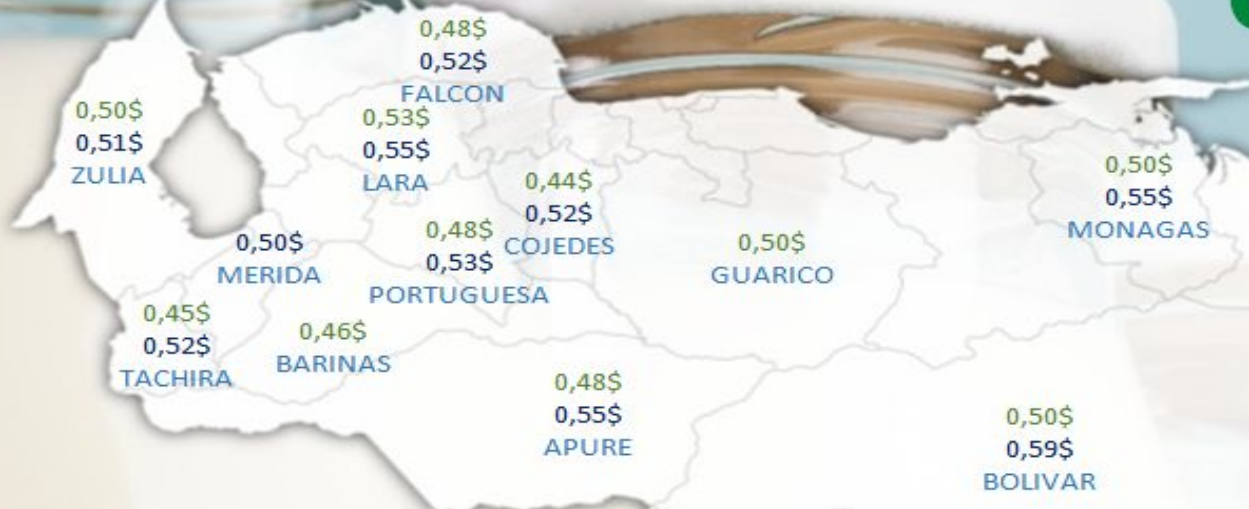 0,48$
0,52$
FALCON
0,50$
0,51$
ZULIA
0,53$
0,55$
LARA
0,44$
0,52$
COJEDES
0,50$
0,55$
MONAGAS
0,50$
MERIDA
0,48$
0,53$
PORTUGUESA
0,50$
GUARICO
0,45$
0,52$
TACHIRA
0,46$
BARINAS
0,48$
0,55$
APURE
0,50$
0,59$
BOLIVAR